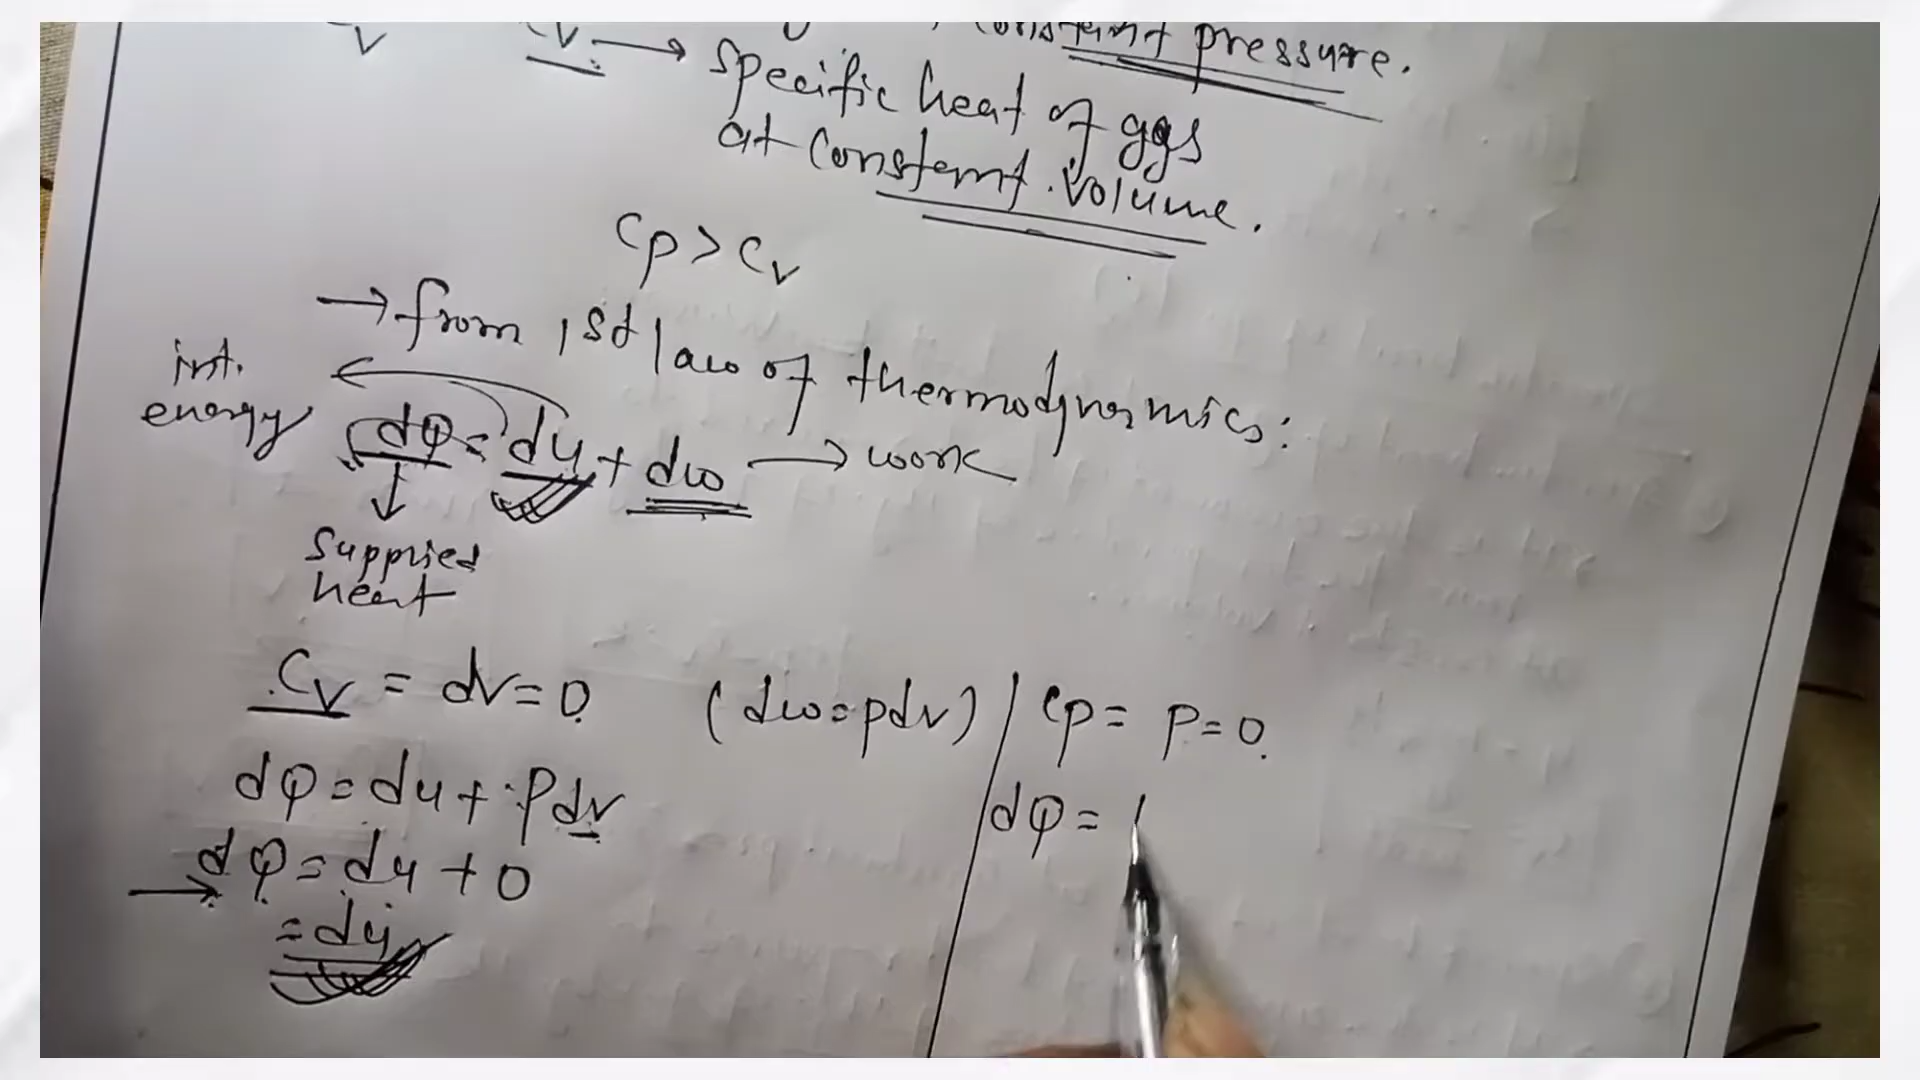 constant pressure.
Cv Cv → Specific heat of gas
at constant volume.
Cp > Cv
→ from 1st law of thermodynamics:
int.
energy
dQ = du + dw → work
Supplied
heat
Cv = dv = 0 (dw = pdv) Cp = P = 0.
dQ = du + Pdv dQ =
→ dQ = du + 0
= du